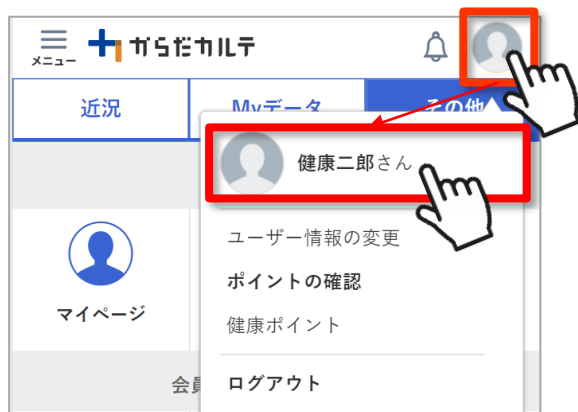 メニュー からだカルテ
近況 Myデータ その他
健康二郎さん
ユーザー情報の変更
ポイントの確認
マイページ
健康ポイント
会員
ログアウト